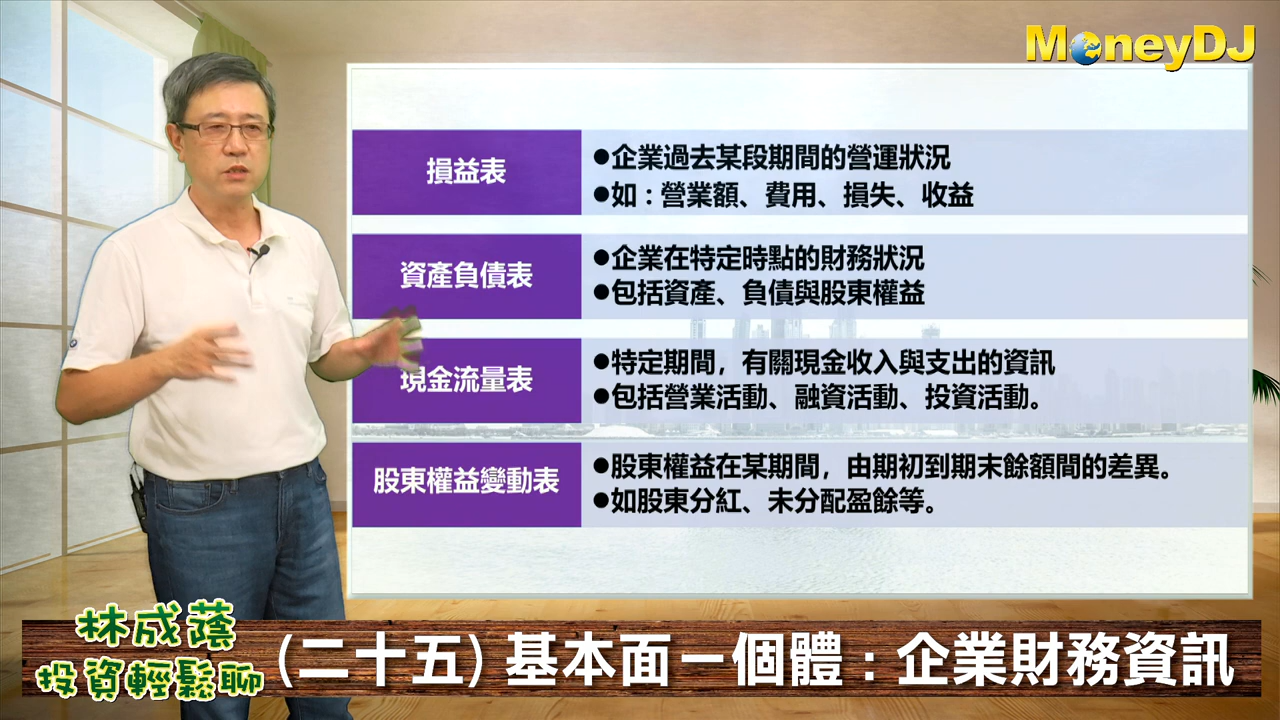 MoneyDJ
損益表
●企業過去某段期間的營運狀況
●如：營業額、費用、損失、收益
資產負債表
●企業在特定時點的財務狀況
●包括資產、負債與股東權益
現金流量表
●特定期間，有關現金收入與支出的資訊
●包括營業活動、融資活動、投資活動。
股東權益變動表
●股東權益在某期間，由期初到期末餘額間的差異。
●如股東分紅、未分配盈餘等。
林成蔭
投資輕鬆聊
(二十五) 基本面－個體：企業財務資訊